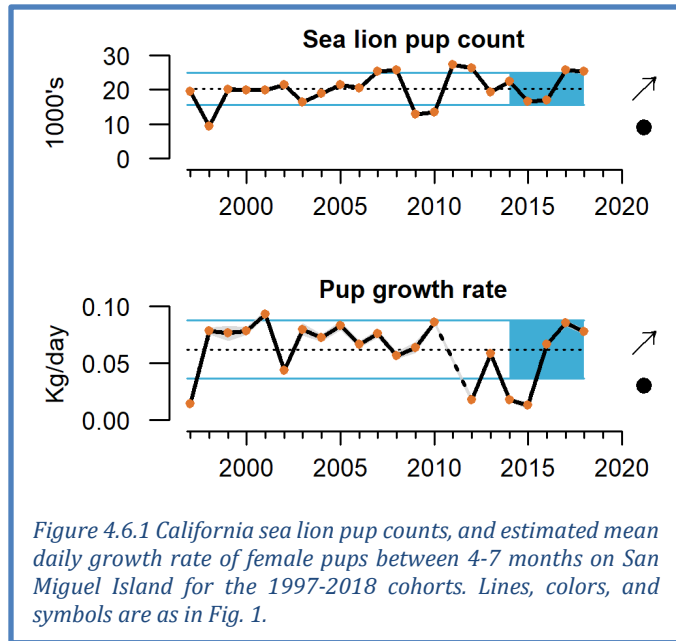 Sea lion pup count
1000's
30
20
10
0
2000 2005 2010 2015 2020
Pup growth rate
Kg/day
0.10
0.05
0.00
2000 2005 2010 2015 2020
Figure 4.6.1 California sea lion pup counts, and estimated mean
daily growth rate of female pups between 4-7 months on San
Miguel Island for the 1997-2018 cohorts. Lines, colors, and
symbols are as in Fig. 1.